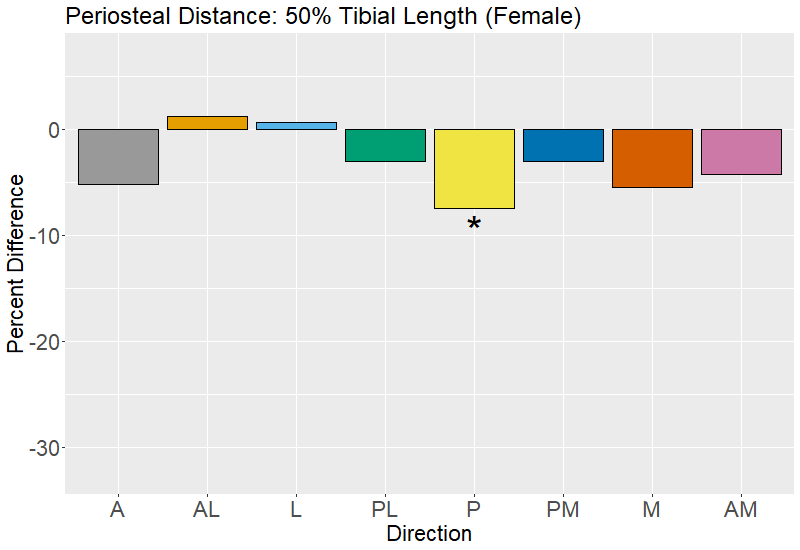 Periosteal Distance: 50% Tibial Length (Female)
Percent Difference
0
-10
*
-20
-30
A AL L PL P PM M AM
Direction